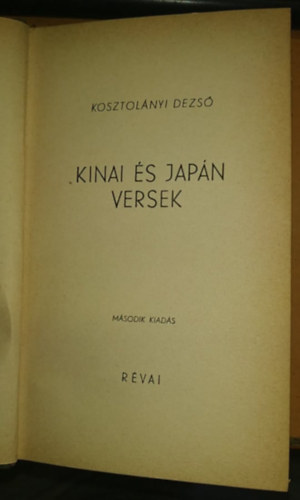 KOSZTOLÁNYI DEZSŐ
KINAI ÉS JAPÁN
VERSEK
MÁSODIK KIADÁS
RÉVAI